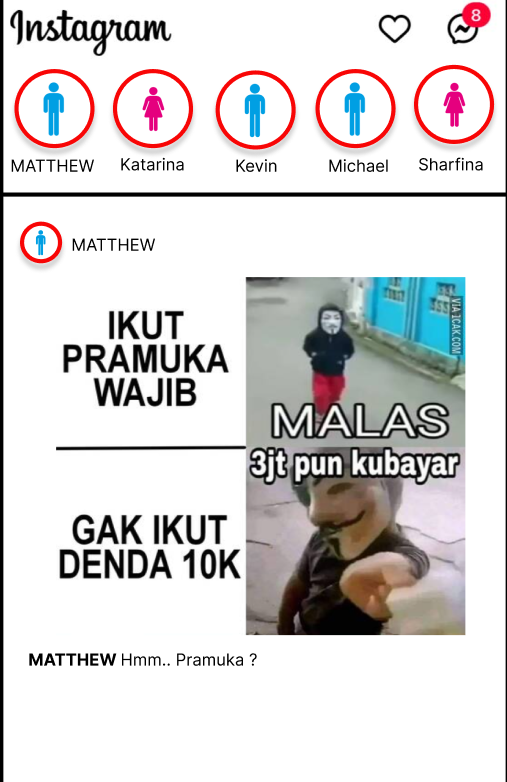 Instagram
8
MATTHEW
Katarina
Kevin
Michael
Sharfina
MATTHEW
IKUT
PRAMUKA
WAJIB
VIA 1CAK.COM
MALAS
3jt pun kubayar
GAK IKUT
DENDA 10K
MATTHEW Hmm.. Pramuka ?